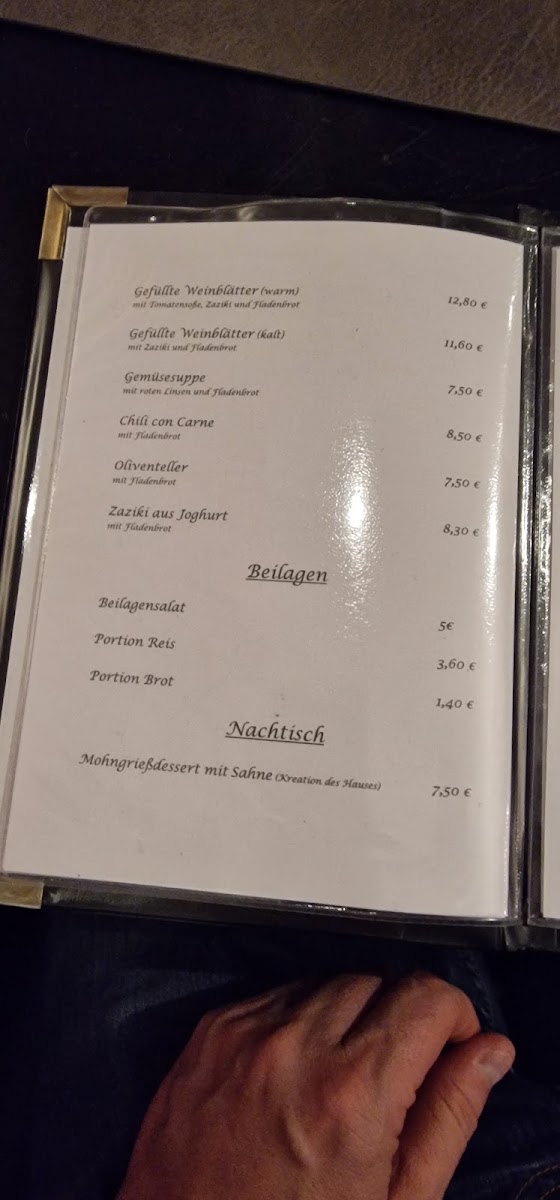 Gefüllte Weinblätter (warm) 12,80 €
mit Tomatensoße, Zaziki und Fladenbrot
Gefüllte Weinblätter (kalt) 11,60 €
mit Zaziki und Fladenbrot
Gemüsesuppe 7,50 €
mit roten Linsen und Fladenbrot
Chili con Carne 8,50 €
mit Fladenbrot
Oliventeller 7,50 €
mit Fladenbrot
Zaziki aus Joghurt 8,30 €
mit Fladenbrot
Beilagen
Beilagensalat 5€
Portion Reis 3,60 €
Portion Brot 1,40 €
Nachtisch
Mohngrießdessert mit Sahne (Kreation des Hauses) 7,50 €